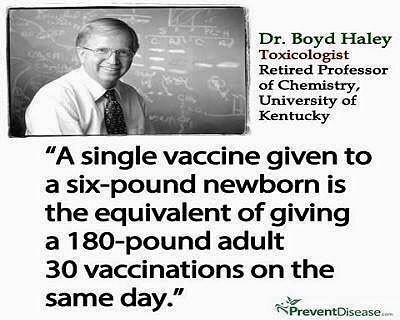 Dr. Boyd Haley
Toxicologist
Retired Professor
of Chemistry,
University of
Kentucky
“A single vaccine given to
a six-pound newborn is
the equivalent of giving
a 180-pound adult
30 vaccinations on the
same day.”
PreventDisease.com